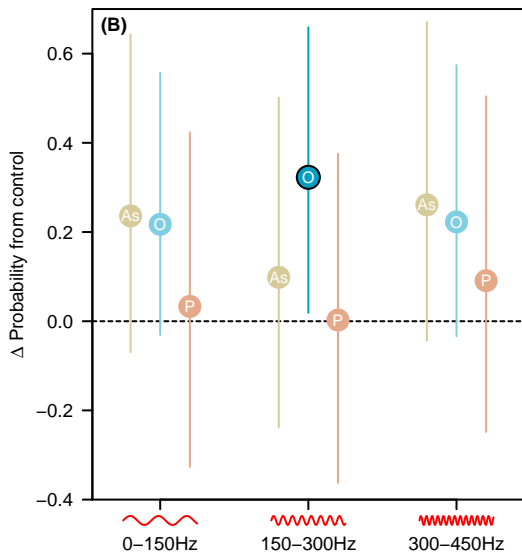 (B)
Δ Probability from control
0.6
0.4
0.2
0.0
−0.2
−0.4
As
O
P
As
O
P
As
O
P
0−150Hz
150−300Hz
300−450Hz